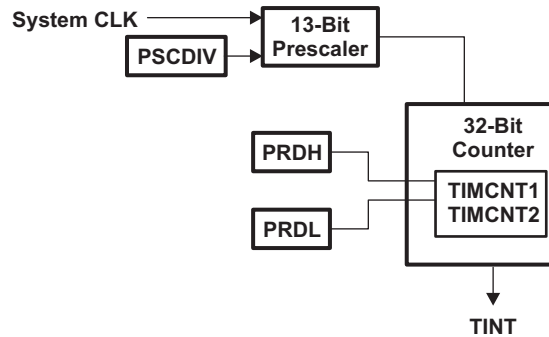 System CLK
13-Bit
Prescaler
PSCDIV
32-Bit
Counter
PRDH
TIMCNT1
TIMCNT2
PRDL
TINT